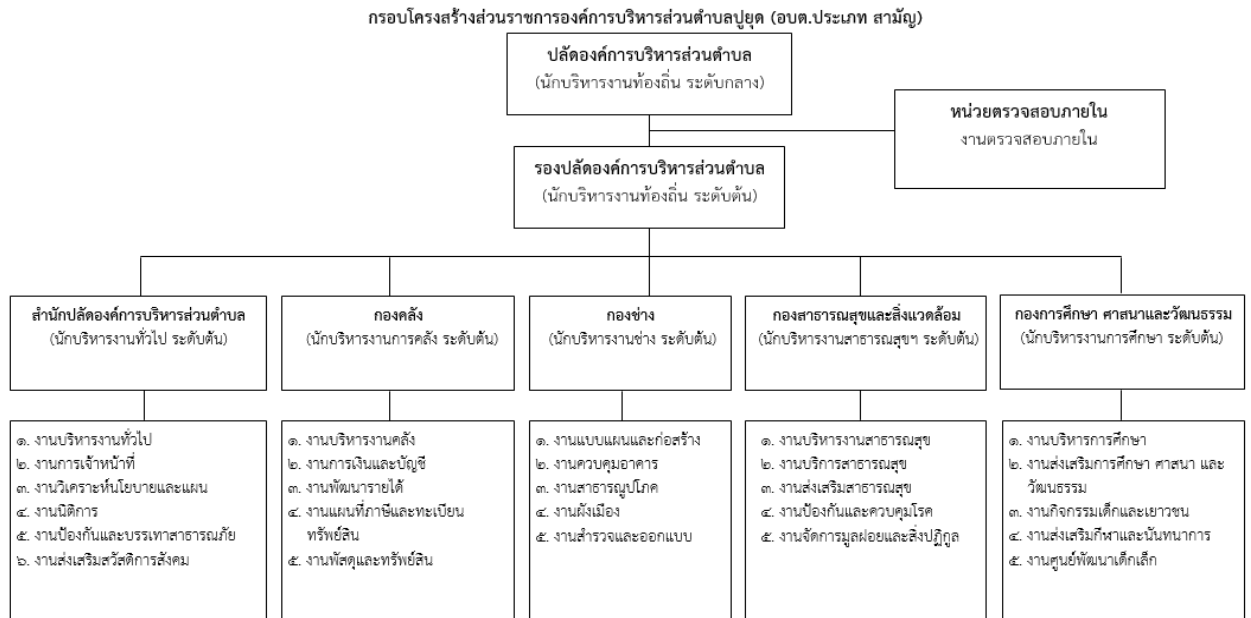 กรอบโครงสร้างส่วนราชการองค์การบริหารส่วนตำบลปูยุด (อบต.ประเภท สามัญ)
ปลัดองค์การบริหารส่วนตำบล
(นักบริหารงานท้องถิ่น ระดับกลาง)
หน่วยตรวจสอบภายใน
งานตรวจสอบภายใน
รองปลัดองค์การบริหารส่วนตำบล
(นักบริหารงานท้องถิ่น ระดับต้น)
สำนักปลัดองค์การบริหารส่วนตำบล
(นักบริหารงานทั่วไป ระดับต้น)
๑. งานบริหารงานทั่วไป
๒. งานการเจ้าหน้าที่
๓. งานวิเคราะห์นโยบายและแผน
๔. งานนิติการ
๕. งานป้องกันและบรรเทาสาธารณภัย
๖. งานส่งเสริมสวัสดิการสังคม
กองคลัง
(นักบริหารงานการคลัง ระดับต้น)
๑. งานบริหารงานคลัง
๒. งานการเงินและบัญชี
๓. งานพัฒนารายได้
๔. งานแผนที่ภาษีและทะเบียน
ทรัพย์สิน
๕. งานพัสดุและทรัพย์สิน
กองช่าง
(นักบริหารงานช่าง ระดับต้น)
๑. งานแบบแผนและก่อสร้าง
๒. งานควบคุมอาคาร
๓. งานสาธารณูปโภค
๔. งานผังเมือง
๕. งานสำรวจและออกแบบ
กองสาธารณสุขและสิ่งแวดล้อม
(นักบริหารงานสาธารณสุขฯ ระดับต้น)
๑. งานบริหารงานสาธารณสุข
๒. งานบริการสาธารณสุข
๓. งานส่งเสริมสาธารณสุข
๔. งานป้องกันและควบคุมโรค
๕. งานจัดการมูลฝอยและสิ่งปฏิกูล
กองการศึกษา ศาสนาและวัฒนธรรม
(นักบริหารงานการศึกษา ระดับต้น)
๑. งานบริหารการศึกษา
๒. งานส่งเสริมการศึกษา ศาสนา และ
วัฒนธรรม
๓. งานกิจกรรมเด็กและเยาวชน
๔. งานส่งเสริมกีฬาและนันทนาการ
๕. งานศูนย์พัฒนาเด็กเล็ก